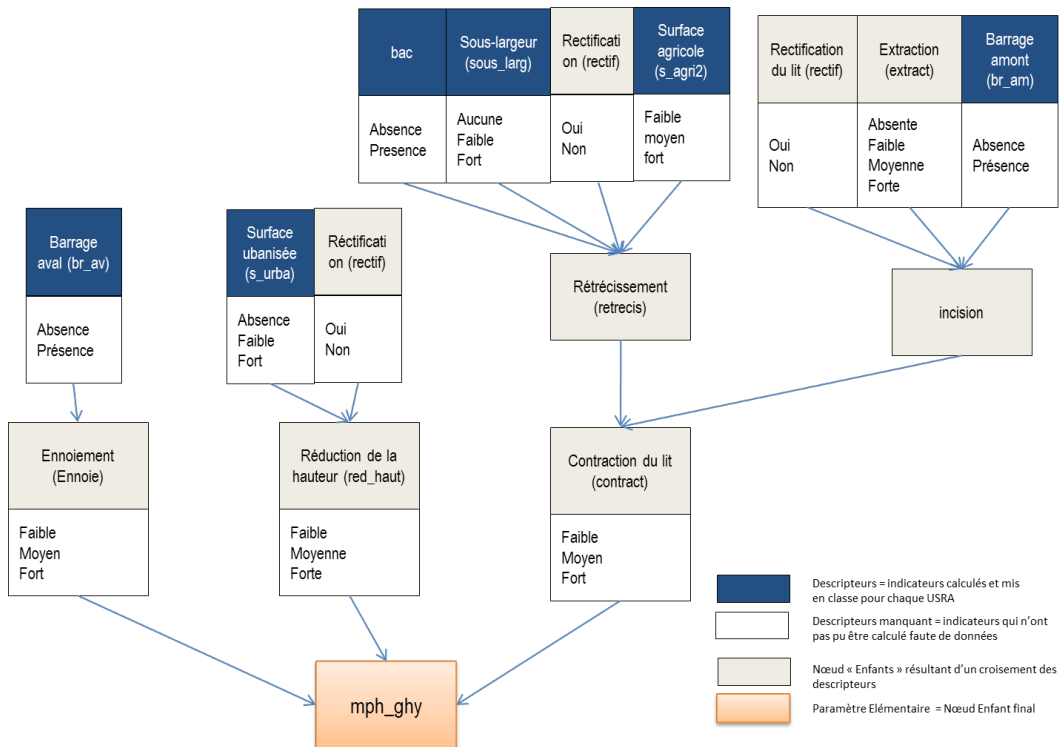 bac
Sous-largeur
(sous_larg)
Rectificati
on (rectif)
Surface
agricole
(s_agri2)
Absence
Presence
Aucune
Faible
Fort
Oui
Non
Faible
moyen
fort
Rectification
du lit (rectif)
Extraction
(extract)
Barrage
amont
(br_am)
Oui
Non
Absente
Faible
Moyenne
Forte
Absence
Présence
Barrage
aval (br_av)
Absence
Présence
Surface
ubanisée
(s_urba)
Réctificati
on (rectif)
Absence
Faible
Fort
Oui
Non
Rétrécissement
(retrecis)
incision
Ennoiement
(Ennoie)
Faible
Moyen
Fort
Réduction de la
hauteur (red_haut)
Faible
Moyenne
Forte
Contraction du lit
(contract)
Faible
Moyen
Fort
mph_ghy
Descripteurs = indicateurs calculés et mis
en classe pour chaque USRA
Descripteurs manquant = indicateurs qui n'ont
pas pu être calculé faute de données
Nœud « Enfants » résultant d'un croisement des
descripteurs
Paramètre Elémentaire = Nœud Enfant final